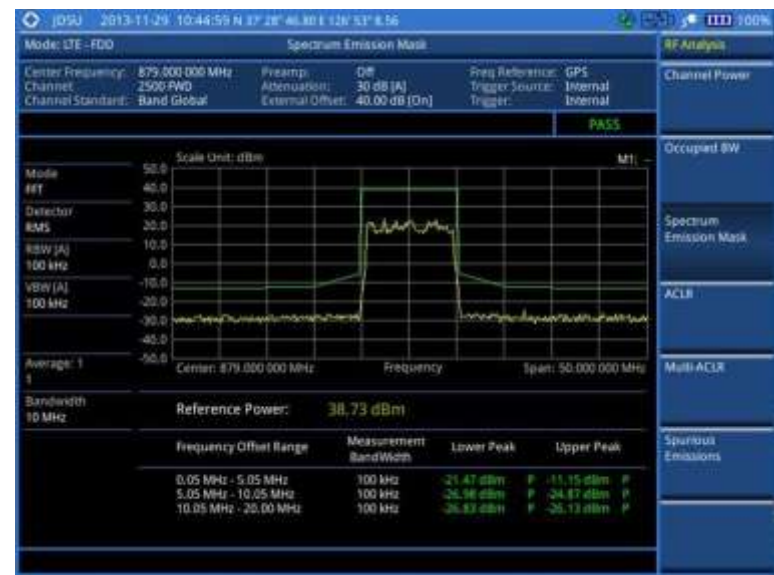 JDSU 2013-11-29 10:44:59 N 37° 28' 46.80 E 126° 53' 8.56 100%
Mode: LTE - FDD Spectrum Emission Mask RF Analysis
Center Frequency: 879.000 000 MHz Preamp: Off Freq Reference: GPS
Channel: 2500 FWD Attenuation: 30 dB [A] Trigger Source: Internal
Channel Standard: Band Global External Offset: 40.00 dB [On] Trigger: Internal
Channel Power
PASS
Occupied BW
Scale Unit: dBm M1: --
Mode
FFT
Detector
RMS
RBW [A]
100 kHz
VBW [A]
100 kHz
Average: 1
1
Bandwidth
10 MHz
50.0
40.0
30.0
20.0
10.0
0.0
-10.0
-20.0
-30.0
-40.0
-50.0
Center: 879.000 000 MHz Frequency Span: 50.000 000 MHz
Spectrum
Emission Mask
ACLR
Multi-ACLR
Spurious
Emissions
Reference Power: 38.73 dBm
Frequency Offset Range Measurement BandWidth Lower Peak Upper Peak
0.05 MHz - 5.05 MHz 100 kHz -21.47 dBm P -11.15 dBm P
5.05 MHz - 10.05 MHz 100 kHz -26.98 dBm P -24.87 dBm P
10.05 MHz - 20.00 MHz 100 kHz -26.83 dBm P -26.13 dBm P